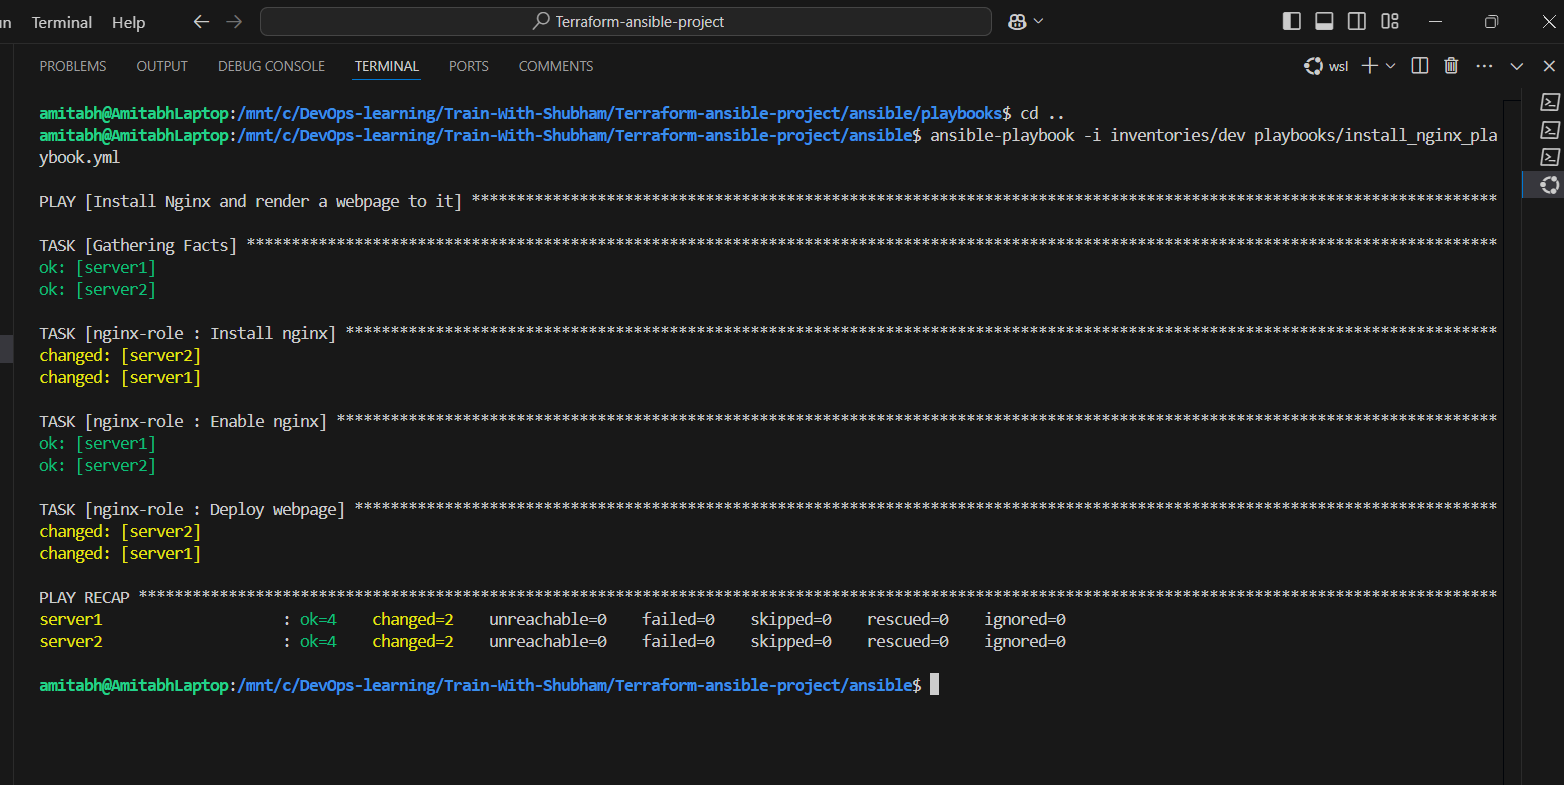 un Terminal Help Terraform-ansible-project
PROBLEMS OUTPUT DEBUG CONSOLE TERMINAL PORTS COMMENTS wsl
amitabh@AmitabhLaptop:/mnt/c/DevOps-learning/Train-With-Shubham/Terraform-ansible-project/ansible/playbooks$ cd ..
amitabh@AmitabhLaptop:/mnt/c/DevOps-learning/Train-With-Shubham/Terraform-ansible-project/ansible$ ansible-playbook -i inventories/dev playbooks/install_nginx_pla
ybook.yml
PLAY [Install Nginx and render a webpage to it] ******************************************************************************************************************
TASK [Gathering Facts] *******************************************************************************************************************************************
ok: [server1]
ok: [server2]
TASK [nginx-role : Install nginx] ********************************************************************************************************************************
changed: [server2]
changed: [server1]
TASK [nginx-role : Enable nginx] *********************************************************************************************************************************
ok: [server1]
ok: [server2]
TASK [nginx-role : Deploy webpage] *******************************************************************************************************************************
changed: [server2]
changed: [server1]
PLAY RECAP *******************************************************************************************************************************************************
server1 : ok=4 changed=2 unreachable=0 failed=0 skipped=0 rescued=0 ignored=0
server2 : ok=4 changed=2 unreachable=0 failed=0 skipped=0 rescued=0 ignored=0
amitabh@AmitabhLaptop:/mnt/c/DevOps-learning/Train-With-Shubham/Terraform-ansible-project/ansible$